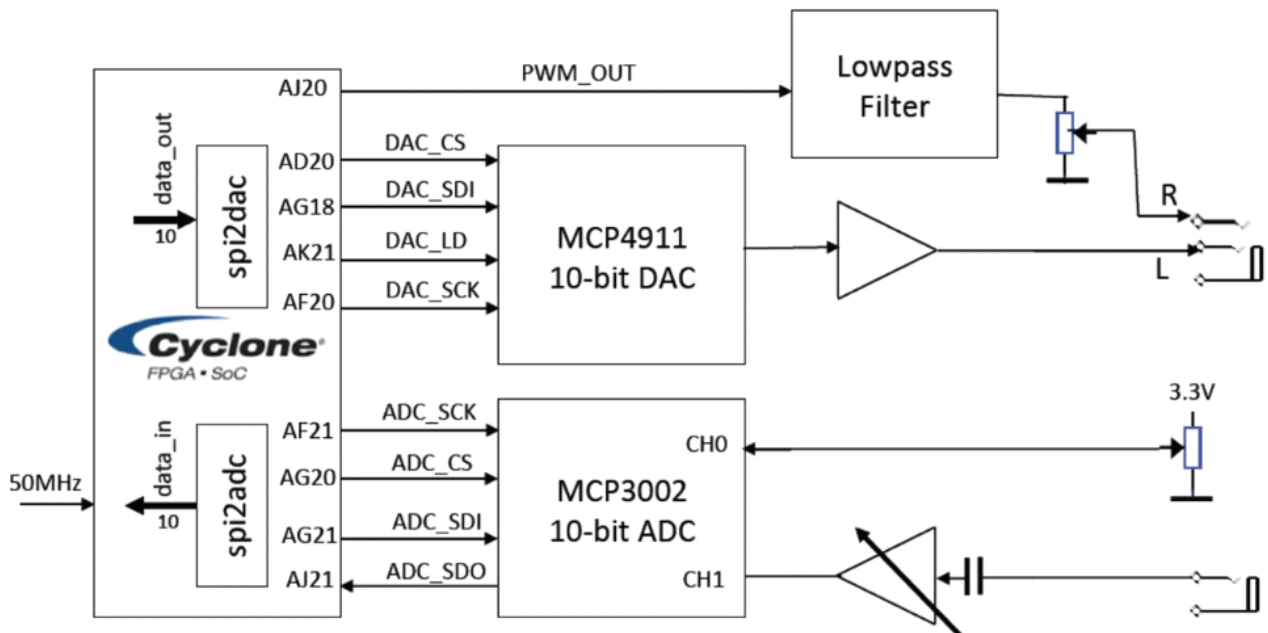 AJ20
PWM_OUT
Lowpass
Filter
data_out
10
spi2dac
AD20
DAC_CS
AG18
DAC_SDI
AK21
DAC_LD
AF20
DAC_SCK
MCP4911
10-bit DAC
R
L
Cyclone
FPGA • SoC
50MHz
data_in
10
spi2adc
AF21
ADC_SCK
AG20
ADC_CS
AG21
ADC_SDI
AJ21
ADC_SDO
MCP3002
10-bit ADC
CH0
CH1
3.3V